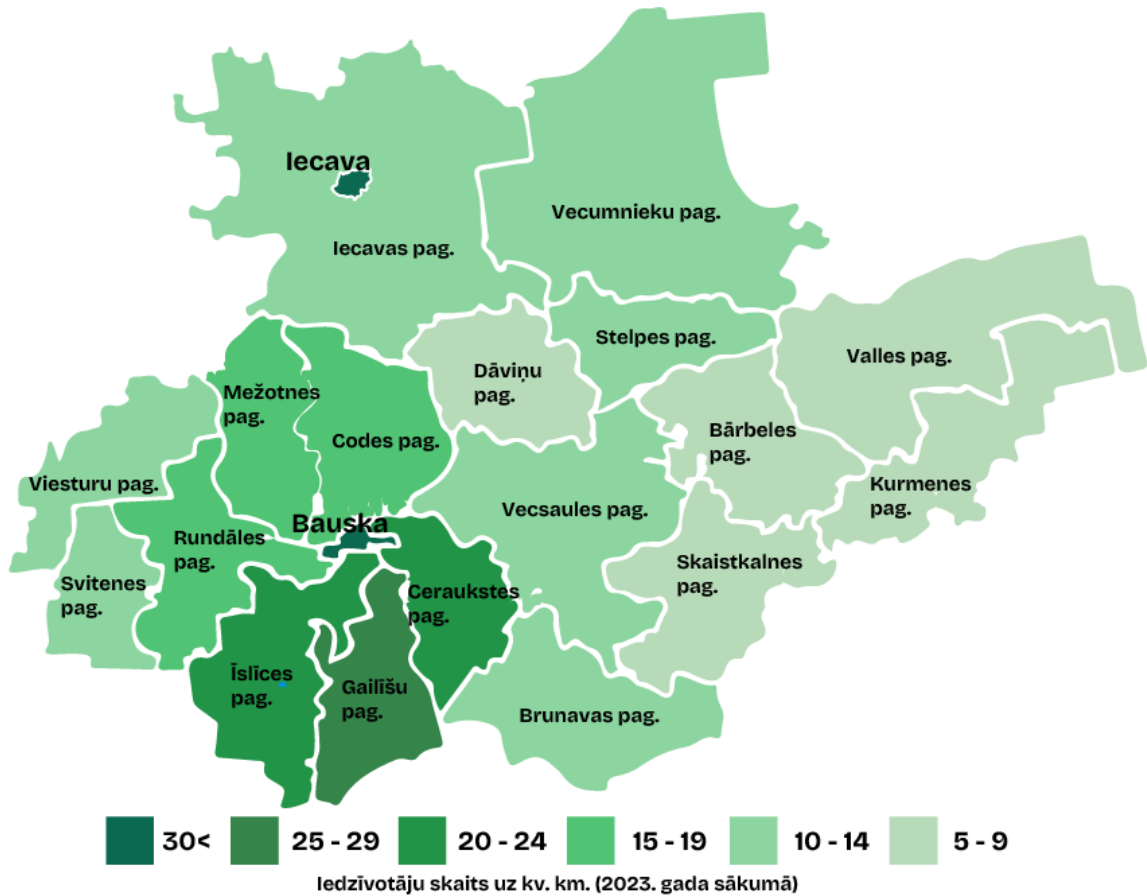 Iecava
Vecumnieku pag.
Iecavas pag.
Stelpes pag.
Valles pag.
Dāviņu
pag.
Mežotnes
pag.
Codes pag.
Bārbeles
pag.
Viesturu pag.
Kurmenes
pag.
Vecsaules pag.
Bauska
Rundāles
pag.
Skaistkalnes
pag.
Svitenes
pag.
Ceraukstes
pag.
Īslīces
pag.
Gailīšu
pag.
Brunavas pag.
30< 25 - 29 20 - 24 15 - 19 10 - 14 5 - 9
Iedzīvotāju skaits uz kv. km. (2023. gada sākumā)